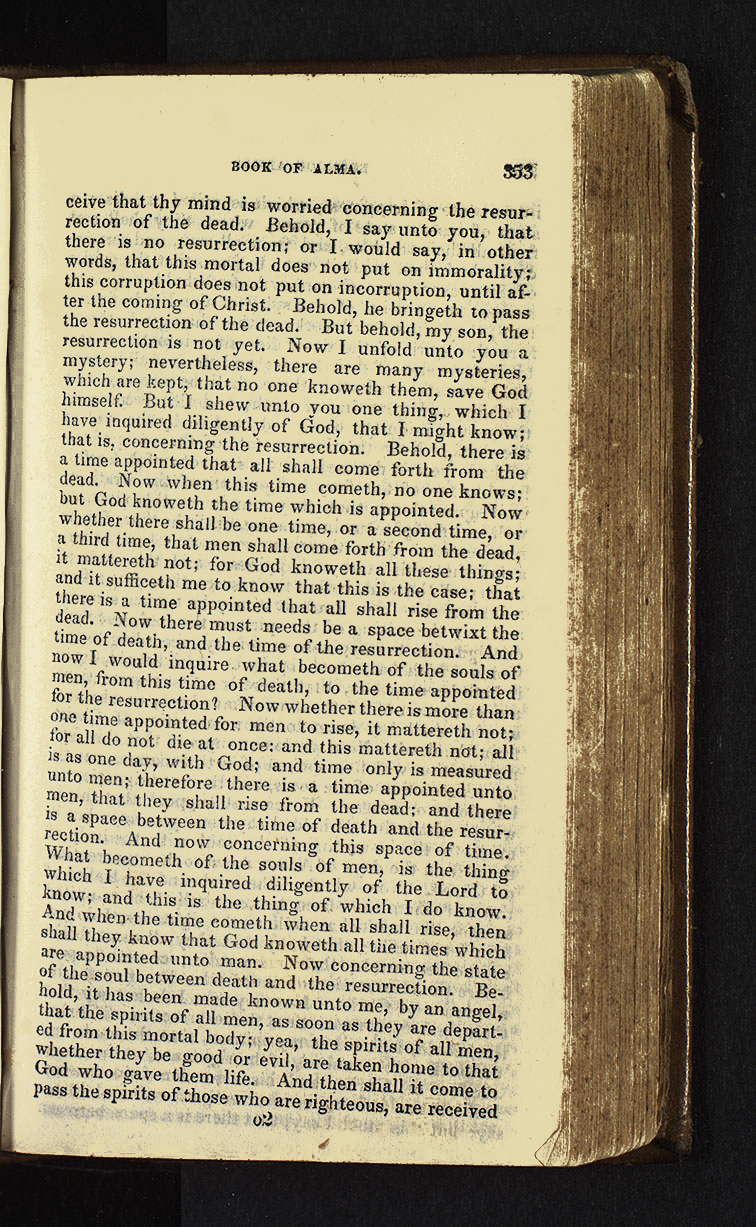 BOOK OF ALMA. 353
ceive that thy mind is worried concerning the resur-
rection of the dead. Behold, I say unto you, that
there is no resurrection; or I would say, in other
words, that this mortal does not put on immorality;
this corruption does not put on incorruption, until af-
ter the coming of Christ. Behold, he bringeth to pass
the resurrection of the dead. But behold, my son, the
resurrection is not yet. Now I unfold unto you a
mystery; nevertheless, there are many mysteries,
which are kept, that no one knoweth them, save God
himself. But I shew unto you one thing, which I
have inquired diligently of God, that I might know;
that is, concerning the resurrection. Behold, there is
a time appointed that all shall come forth from the
dead. Now when this time cometh, no one knows;
but God knoweth the time which is appointed. Now
whether there shall be one time, or a second time, or
a third time, that men shall come forth from the dead,
it mattereth not; for God knoweth all these things;
and it sufficeth me to know that this is the case; that
there is a time appointed that all shall rise from the
dead. Now there must needs be a space betwixt the
time of death, and the time of the resurrection. And
now I would inquire what becometh of the souls of
men, from this time of death, to the time appointed
for the resurrection? Now whether there is more than
one time appointed for men to rise, it mattereth not;
for all do not die at once: and this mattereth not; all
is as one day, with God; and time only is measured
unto men; therefore there is a time appointed unto
men, that they shall rise from the dead; and there
is a space between the time of death and the resur-
rection. And now concerning this space of time.
What becometh of the souls of men, is the thing
which I have inquired diligently of the Lord to
know; and this is the thing of which I do know.
And when the time cometh when all shall rise, then
shall they know that God knoweth all the times which
are appointed unto man. Now concerning the state
of the soul between death and the resurrection. Be-
hold, it has been made known unto me, by an angel,
that the spirits of all men, as soon as they are depart-
ed from this mortal body; yea, the spirits of all men,
whether they be good or evil, are taken home to that
God who gave them life. And then shall it come to
pass the spirits of those who are righteous, are received
o2